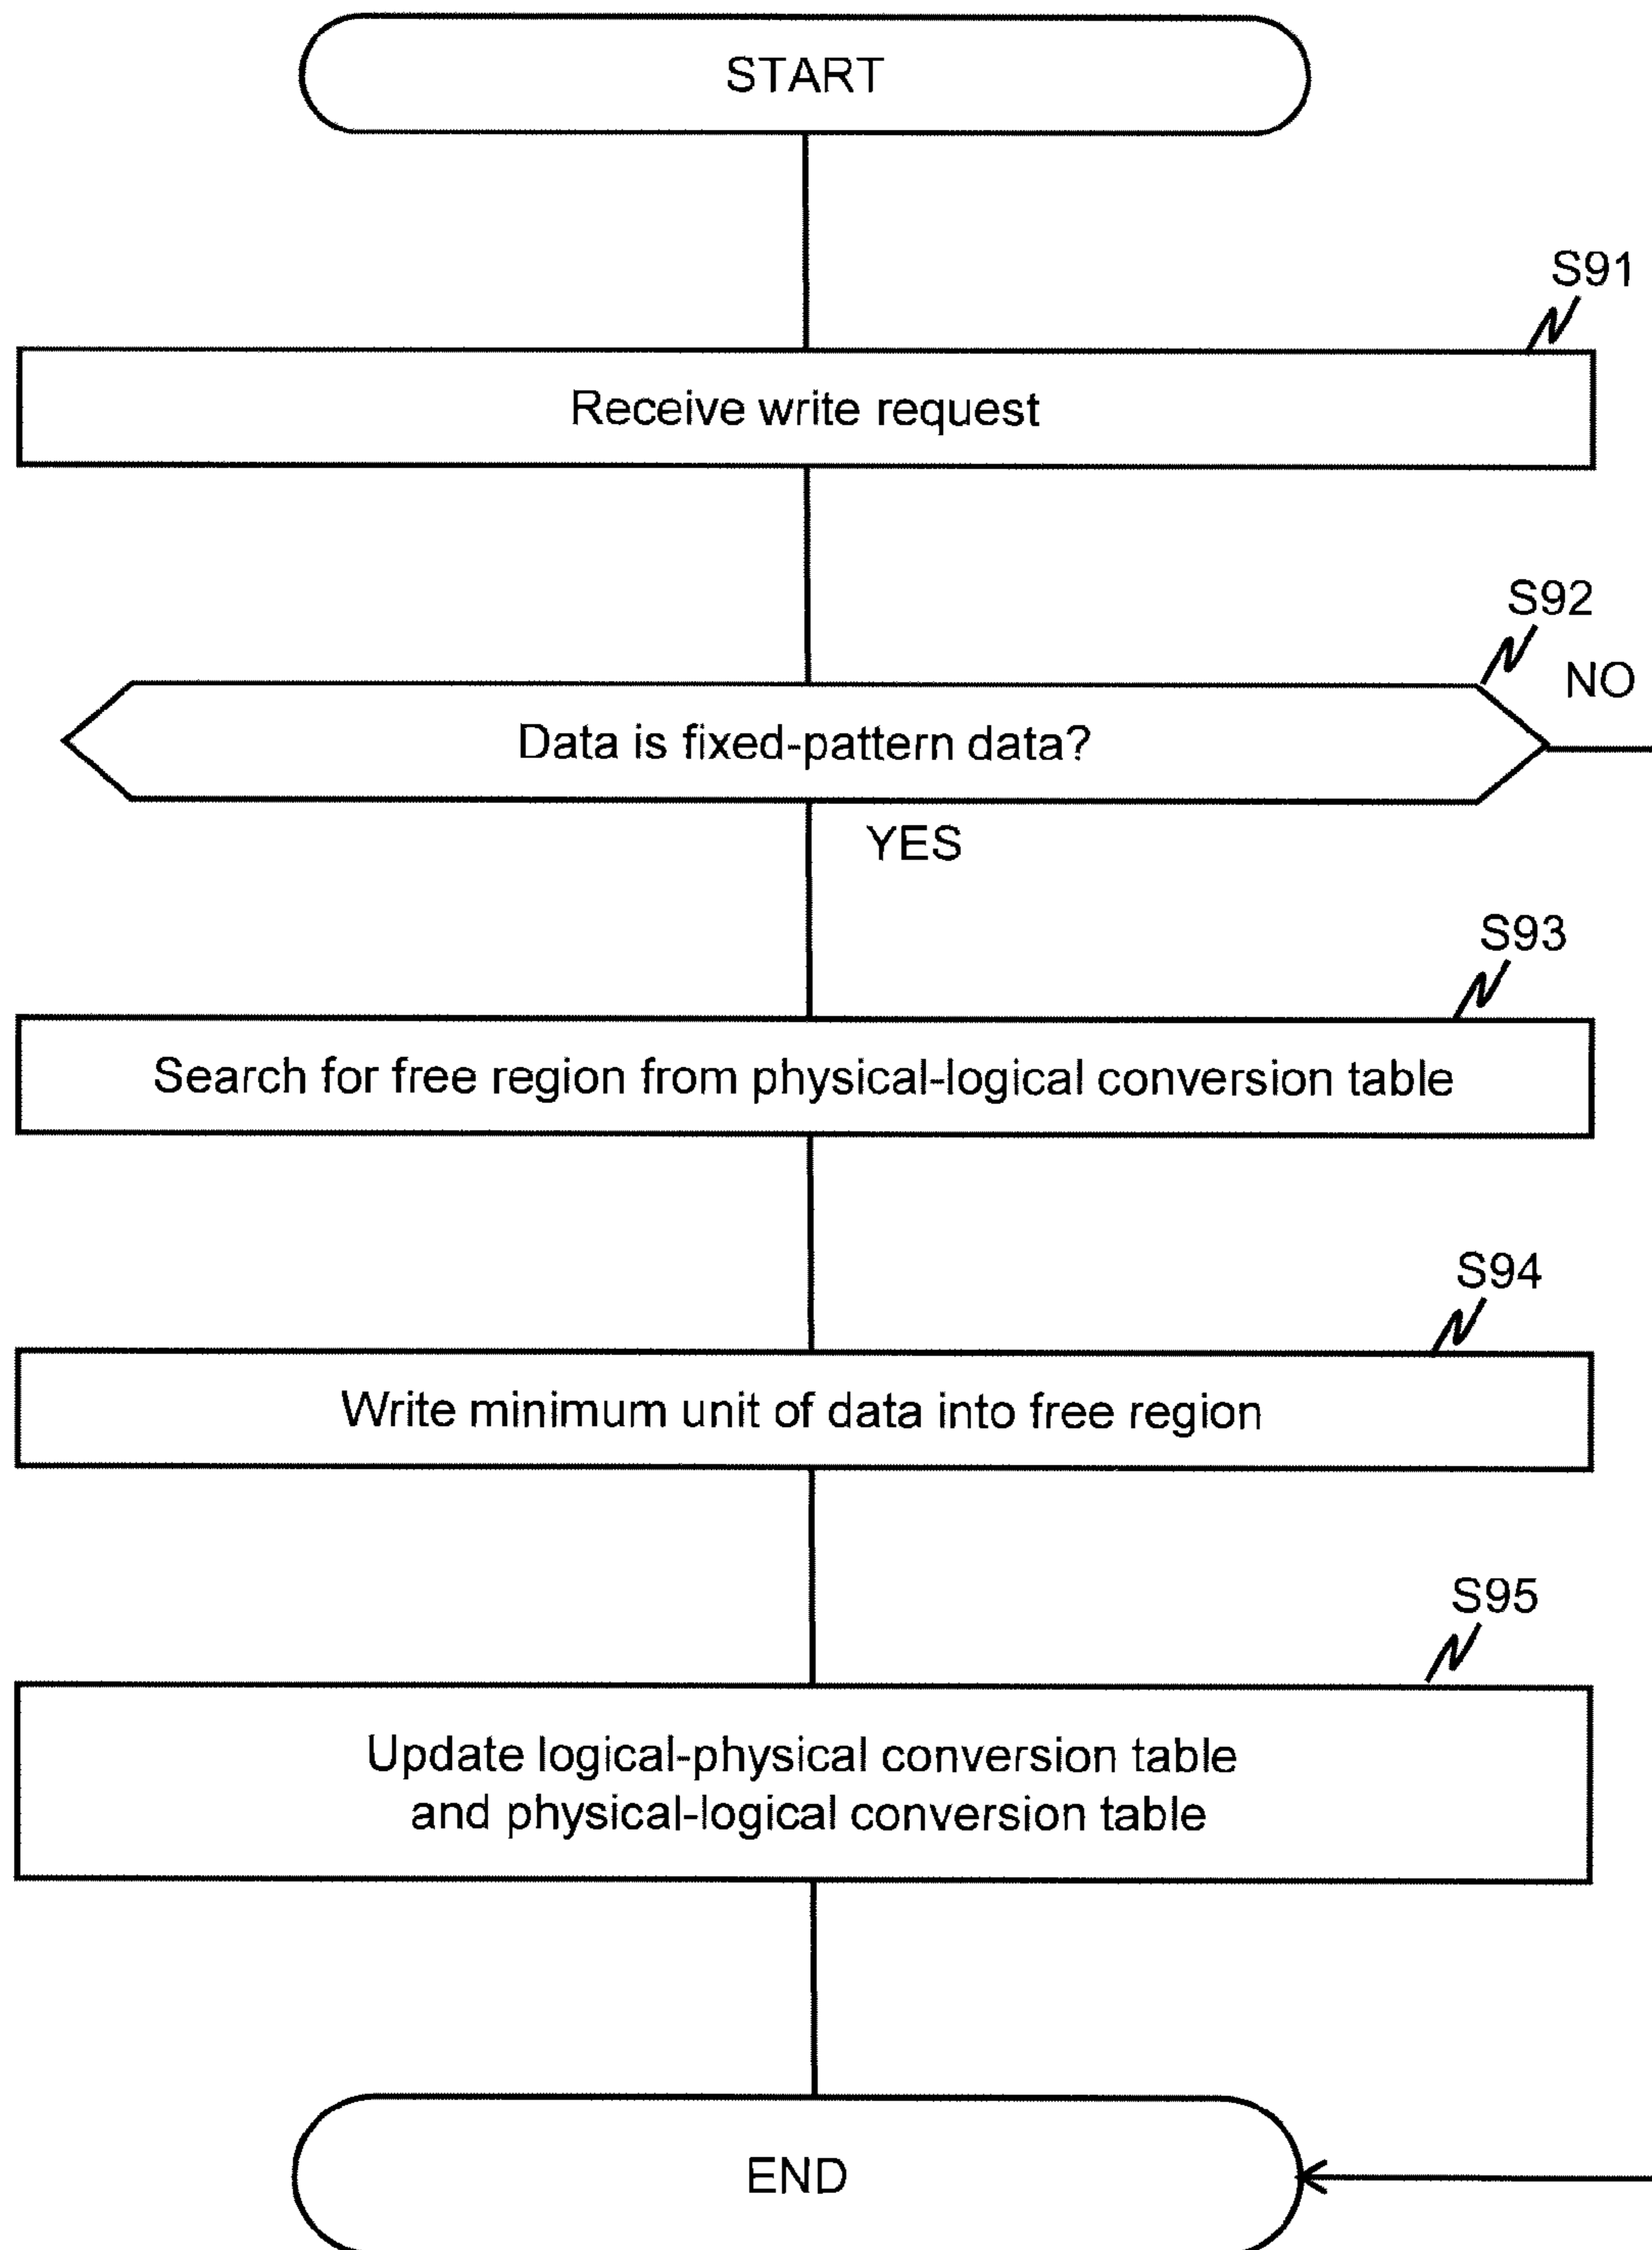 START
S91
Receive write request
S92
NO
Data is fixed-pattern data?
YES
S93
Search for free region from physical-logical conversion table
S94
Write minimum unit of data into free region
S95
Update logical-physical conversion table
and physical-logical conversion table
END